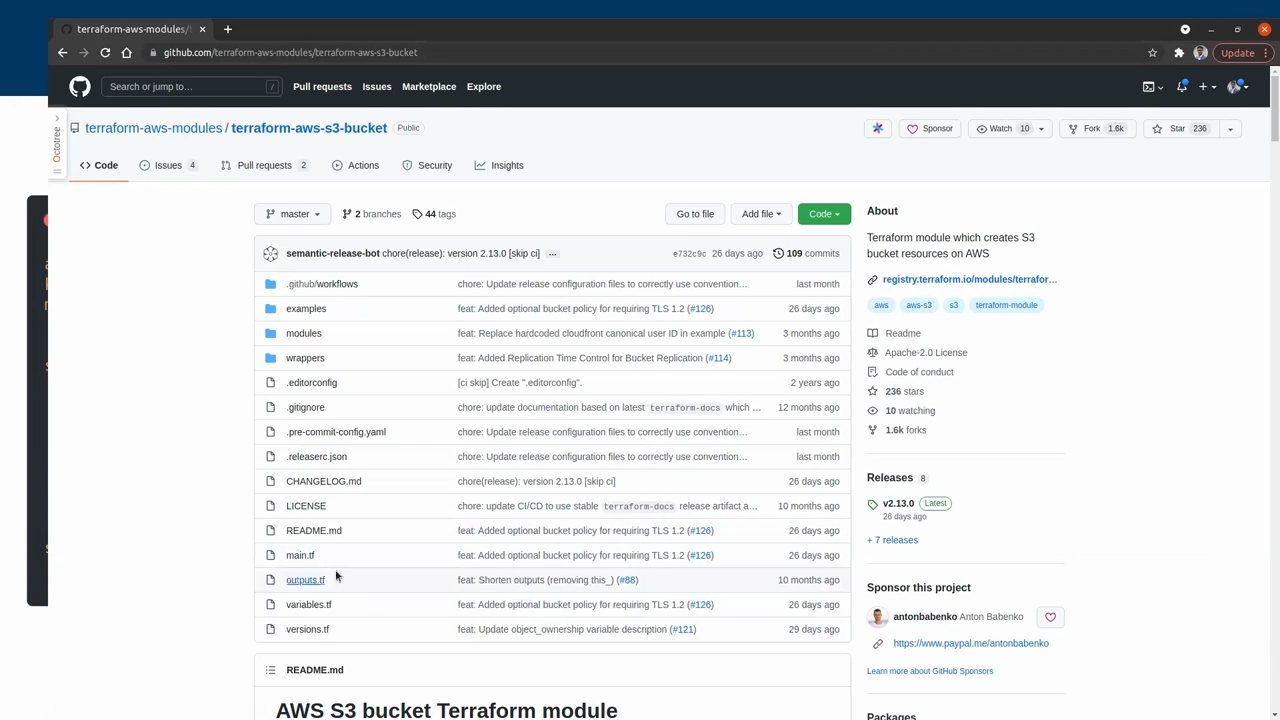 terraform-aws-modules/t
github.com/terraform-aws-modules/terraform-aws-s3-bucket
Update
Search or jump to…
/
Pull requests
Issues
Marketplace
Explore
Octotree
terraform-aws-modules / terraform-aws-s3-bucket
Public
Sponsor
Watch 10
Fork 1.6k
Star 236
Code
Issues 4
Pull requests 2
Actions
Security
Insights
master
2 branches
44 tags
Go to file
Add file
Code
semantic-release-bot chore(release): version 2.13.0 [skip ci] …
e732c9c 26 days ago
109 commits
.github/workflows chore: Update release configuration files to correctly use convention… last month
examples feat: Added optional bucket policy for requiring TLS 1.2 (#126) 26 days ago
modules feat: Replace hardcoded cloudfront canonical user ID in example (#113) 3 months ago
wrappers feat: Added Replication Time Control for Bucket Replication (#114) 3 months ago
.editorconfig [ci skip] Create ".editorconfig". 2 years ago
.gitignore chore: update documentation based on latest terraform-docs which … 12 months ago
.pre-commit-config.yaml chore: Update release configuration files to correctly use convention… last month
.releaserc.json chore: Update release configuration files to correctly use convention… last month
CHANGELOG.md chore(release): version 2.13.0 [skip ci] 26 days ago
LICENSE chore: update CI/CD to use stable terraform-docs release artifact a… 10 months ago
README.md feat: Added optional bucket policy for requiring TLS 1.2 (#126) 26 days ago
main.tf feat: Added optional bucket policy for requiring TLS 1.2 (#126) 26 days ago
outputs.tf feat: Shorten outputs (removing this_) (#88) 10 months ago
variables.tf feat: Added optional bucket policy for requiring TLS 1.2 (#126) 26 days ago
versions.tf feat: Update object_ownership variable description (#121) 29 days ago
README.md
AWS S3 bucket Terraform module
About
Terraform module which creates S3
bucket resources on AWS
registry.terraform.io/modules/terrafor…
aws
aws-s3
s3
terraform-module
Readme
Apache-2.0 License
Code of conduct
236 stars
10 watching
1.6k forks
Releases 8
v2.13.0 Latest
26 days ago
+ 7 releases
Sponsor this project
antonbabenko Anton Babenko
https://www.paypal.me/antonbabenko
Learn more about GitHub Sponsors
Packages